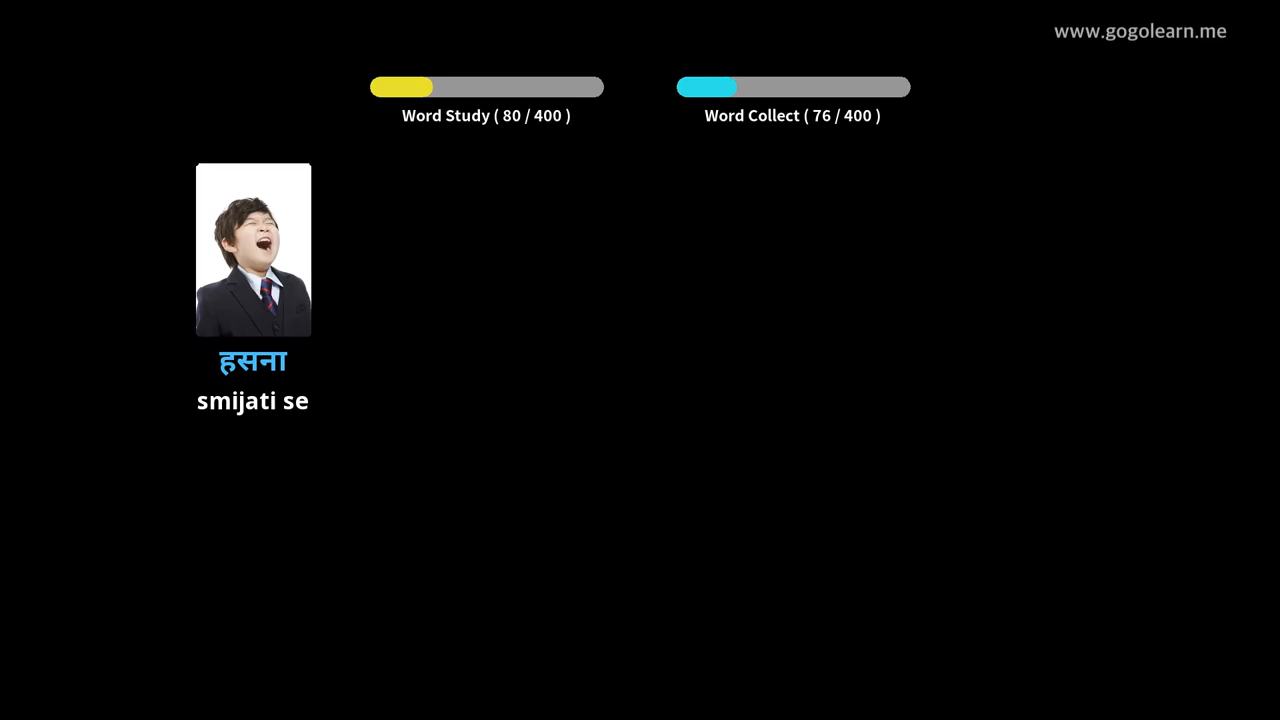 www.gogolearn.me
Word Study ( 80 / 400 )
Word Collect ( 76 / 400 )
हसना
smijati se